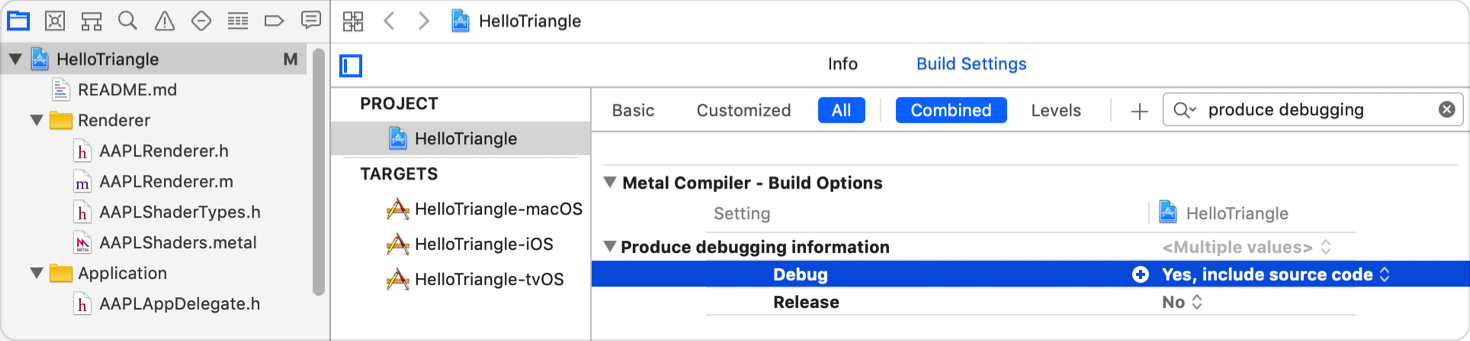 HelloTriangle
HelloTriangle M
README.md
Renderer
AAPLRenderer.h
AAPLRenderer.m
AAPLShaderTypes.h
AAPLShaders.metal
Application
AAPLAppDelegate.h
Info Build Settings
PROJECT
HelloTriangle
TARGETS
HelloTriangle-macOS
HelloTriangle-iOS
HelloTriangle-tvOS
Basic Customized All Combined Levels produce debugging
Metal Compiler - Build Options
Setting HelloTriangle
Produce debugging information <Multiple values>
Debug Yes, include source code
Release No